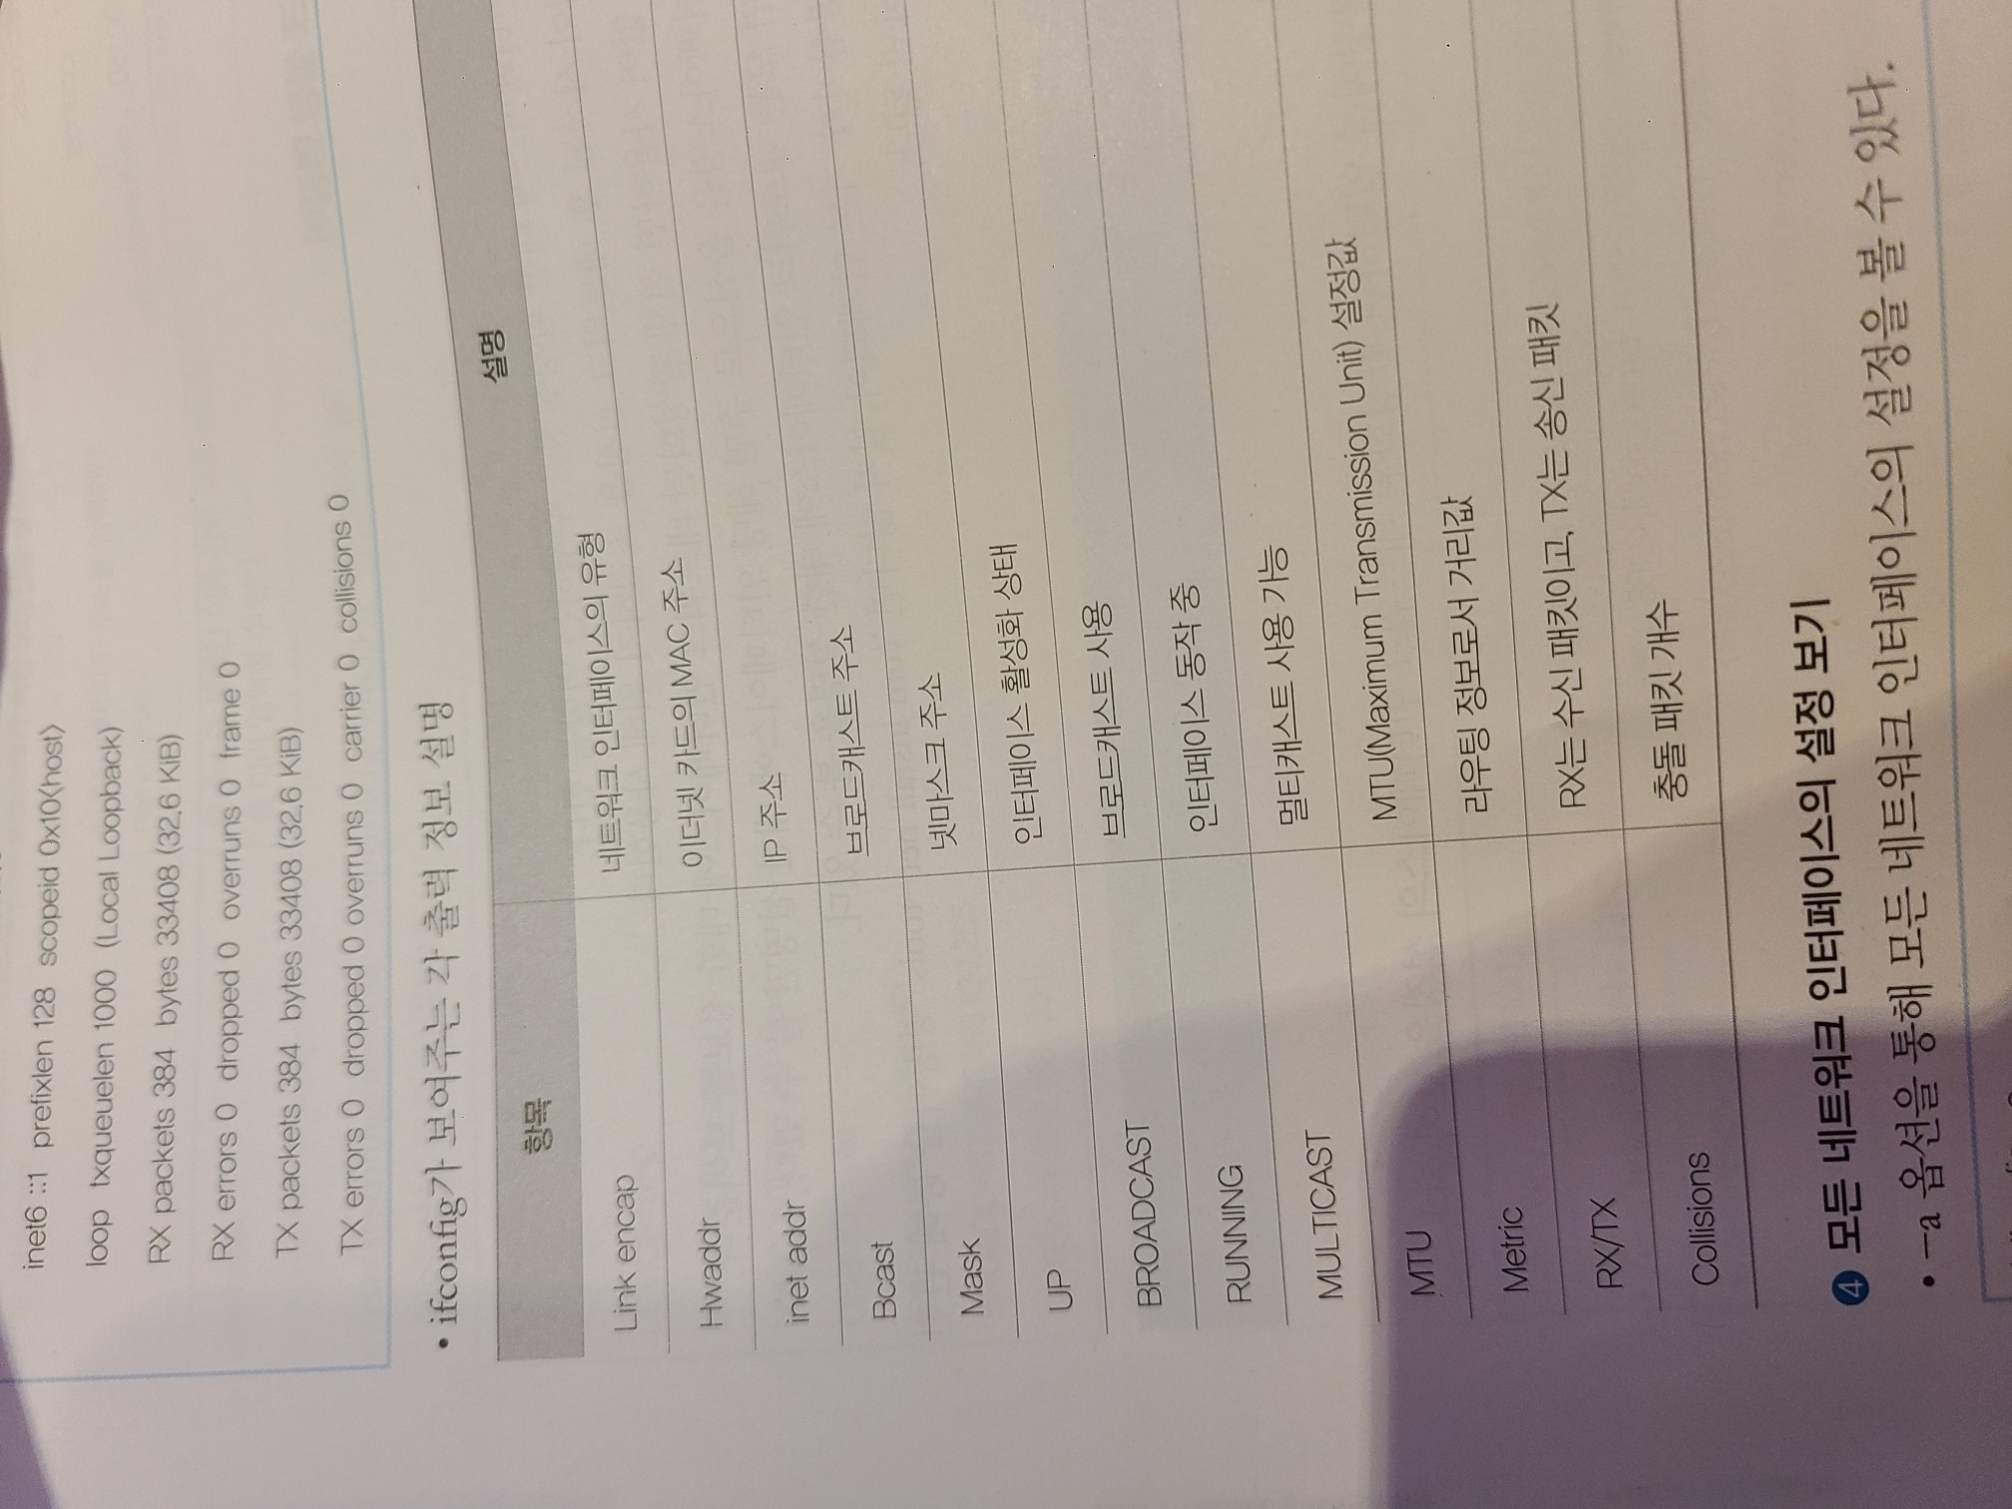 inet6 ::1 prefixlen 128 scopeid 0x10<host>
loop txqueuelen 1000 (Local Loopback)
RX packets 384 bytes 33408 (32.6 KiB)
RX errors 0 dropped 0 overruns 0 frame 0
TX packets 384 bytes 33408 (32.6 KiB)
TX errors 0 dropped 0 overruns 0 carrier 0 collisions 0
• ifconfig가 보여주는 각 출력 정보 설명
항목 설명
Link encap 네트워크 인터페이스의 유형
Hwaddr 이더넷 카드의 MAC 주소
inet addr IP 주소
Bcast 브로드캐스트 주소
Mask 넷마스크 주소
UP 인터페이스 활성화 상태
BROADCAST 브로드캐스트 사용
RUNNING 인터페이스 동작 중
MULTICAST 멀티캐스트 사용 가능
MTU MTU(Maximum Transmission Unit) 설정값
Metric 라우팅 정보로서 거리값
RX/TX RX는 수신 패킷이고, TX는 송신 패킷
Collisions 충돌 패킷 개수
4 모든 네트워크 인터페이스의 설정 보기
• –a 옵션을 통해 모든 네트워크 인터페이스의 설정을 볼 수 있다.